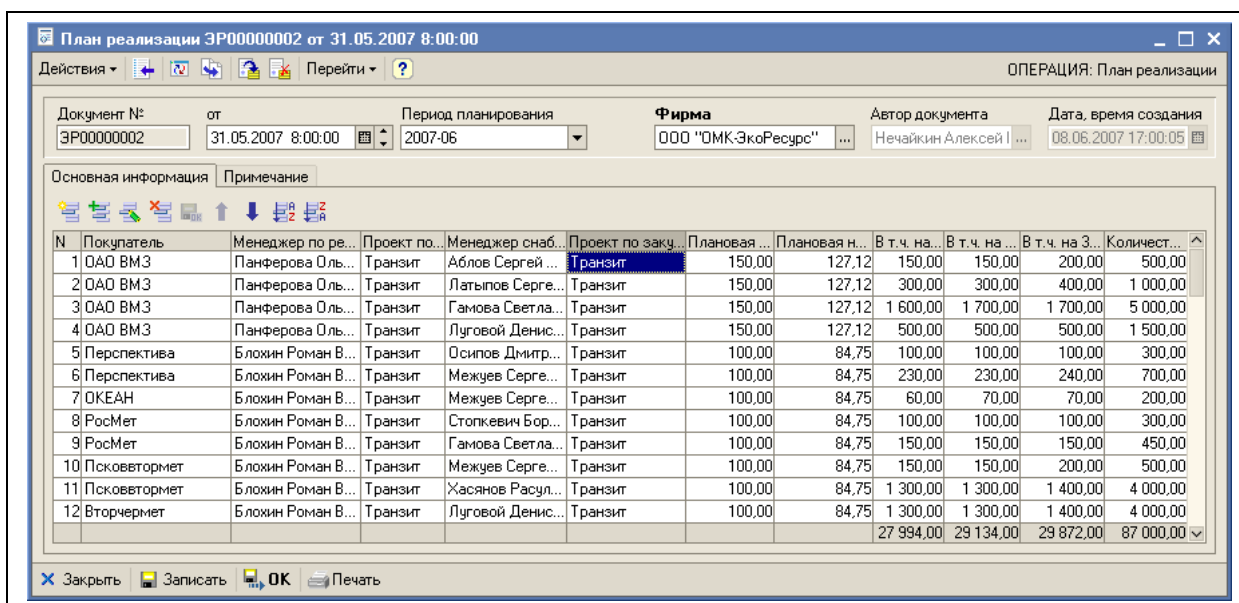 План реализации ЭР00000002 от 31.05.2007 8:00:00
Действия Перейти ? ОПЕРАЦИЯ: План реализации
Документ № от Период планирования Фирма Автор документа Дата, время создания
ЭР00000002 31.05.2007 8:00:00 2007-06 ООО "ОМК-ЭкоРесурс" ... Нечайкин Алексей I ... 08.06.2007 17:00:05
Основная информация Примечание
N Покупатель Менеджер по ре... Проект по... Менеджер снаб... Проект по заку... Плановая ... Плановая н... В т.ч. на... В т.ч. на ... В т.ч. на 3... Количест...
1 ОАО ВМЗ Панферова Оль... Транзит Аблов Сергей ... Транзит 150,00 127,12 150,00 150,00 200,00 500,00
2 ОАО ВМЗ Панферова Оль... Транзит Латыпов Серге... Транзит 150,00 127,12 300,00 300,00 400,00 1 000,00
3 ОАО ВМЗ Панферова Оль... Транзит Гамова Светла... Транзит 150,00 127,12 1 600,00 1 700,00 1 700,00 5 000,00
4 ОАО ВМЗ Панферова Оль... Транзит Луговой Денис... Транзит 150,00 127,12 500,00 500,00 500,00 1 500,00
5 Перспектива Блохин Роман В... Транзит Осипов Дмитр... Транзит 100,00 84,75 100,00 100,00 100,00 300,00
6 Перспектива Блохин Роман В... Транзит Межуев Серге... Транзит 100,00 84,75 230,00 230,00 240,00 700,00
7 ОКЕАН Блохин Роман В... Транзит Межуев Серге... Транзит 100,00 84,75 60,00 70,00 70,00 200,00
8 РосМет Блохин Роман В... Транзит Стопкевич Бор... Транзит 100,00 84,75 100,00 100,00 100,00 300,00
9 РосМет Блохин Роман В... Транзит Гамова Светла... Транзит 100,00 84,75 150,00 150,00 150,00 450,00
10 Псковвтормет Блохин Роман В... Транзит Межуев Серге... Транзит 100,00 84,75 150,00 150,00 200,00 500,00
11 Псковвтормет Блохин Роман В... Транзит Хасянов Расул... Транзит 100,00 84,75 1 300,00 1 300,00 1 400,00 4 000,00
12 Вторчермет Блохин Роман В... Транзит Луговой Денис... Транзит 100,00 84,75 1 300,00 1 300,00 1 400,00 4 000,00
27 994,00 29 134,00 29 872,00 87 000,00
Закрыть Записать OK Печать